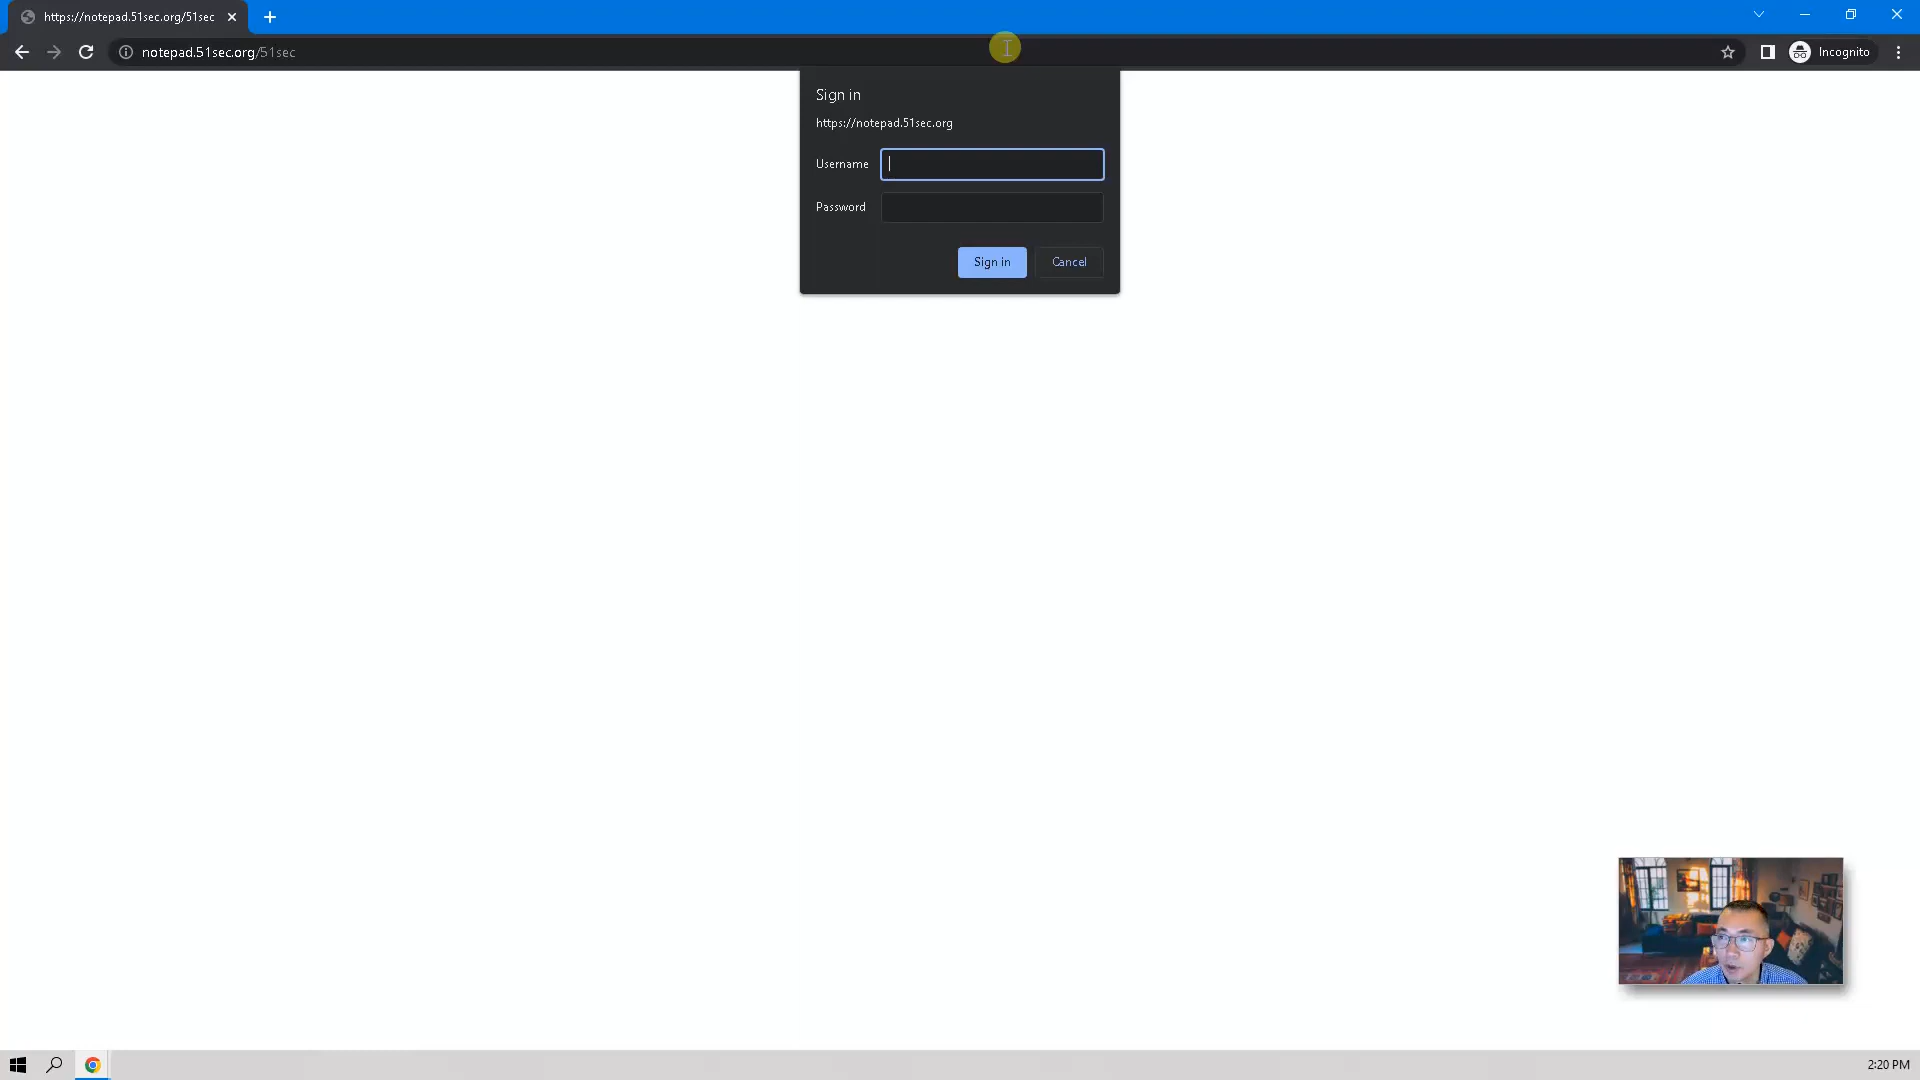 https://notepad.51sec.org/51sec
notepad.51sec.org/51sec
Incognito
Sign in
https://notepad.51sec.org
Username
Password
Sign in
Cancel
2:20 PM